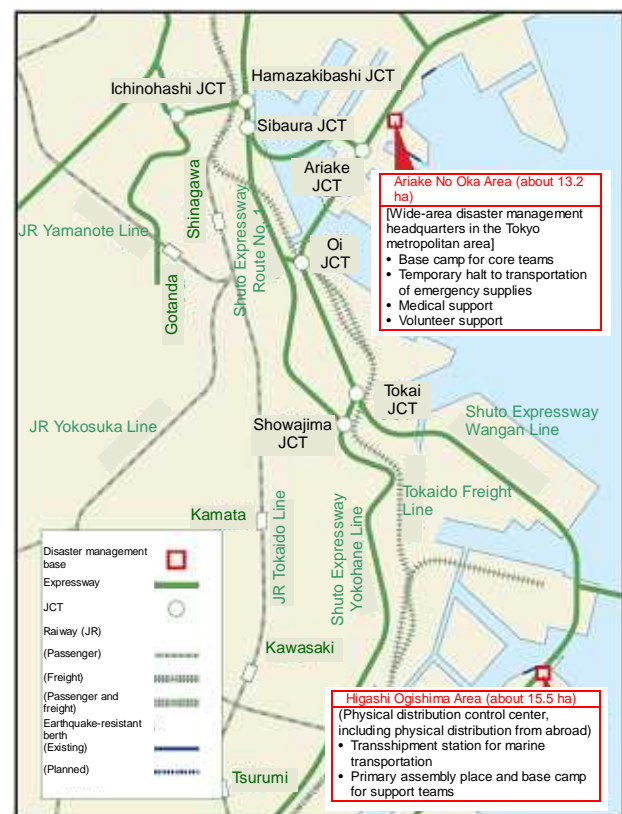 Hamazakibashi JCT
Ichinohashi JCT
Sibaura JCT
Ariake
JCT
Shinagawa
Shuto Expressway
Route No. 1
JR Yamanote Line
Oi
JCT
Gotanda
Ariake No Oka Area (about 13.2
ha)
[Wide-area disaster management
headquarters in the Tokyo
metropolitan area]
• Base camp for core teams
• Temporary halt to transportation
of emergency supplies
• Medical support
• Volunteer support
Tokai
JCT
Showajima
JCT
Shuto Expressway
Wangan Line
JR Yokosuka Line
Tokaido Freight
Line
Kamata
JR Tokaido Line
Shuto Expressway
Yokohane Line
Kawasaki
Tsurumi
Disaster management
base
Expressway
JCT
Raiway (JR)
(Passenger)
(Freight)
(Passenger and
freight)
Earthquake-resistant
berth
(Existing)
(Planned)
Higashi Ogishima Area (about 15.5 ha)
(Physical distribution control center,
including physical distribution from abroad)
• Transshipment station for marine
transportation
• Primary assembly place and base camp
for support teams